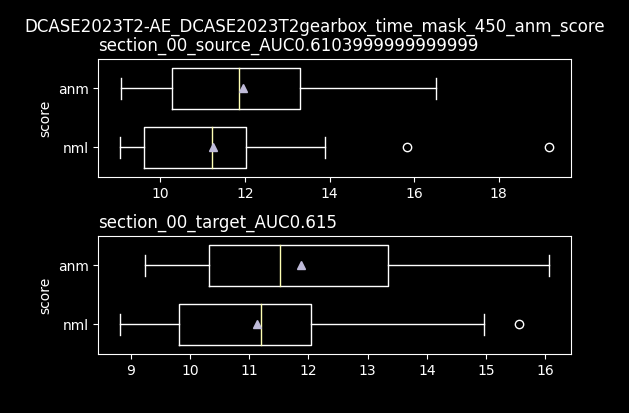 DCASE2023T2-AE_DCASE2023T2gearbox_time_mask_450_anm_score
section_00_source_AUC0.6103999999999999
anm
nml
score
10 12 14 16 18
section_00_target_AUC0.615
anm
nml
score
9 10 11 12 13 14 15 16